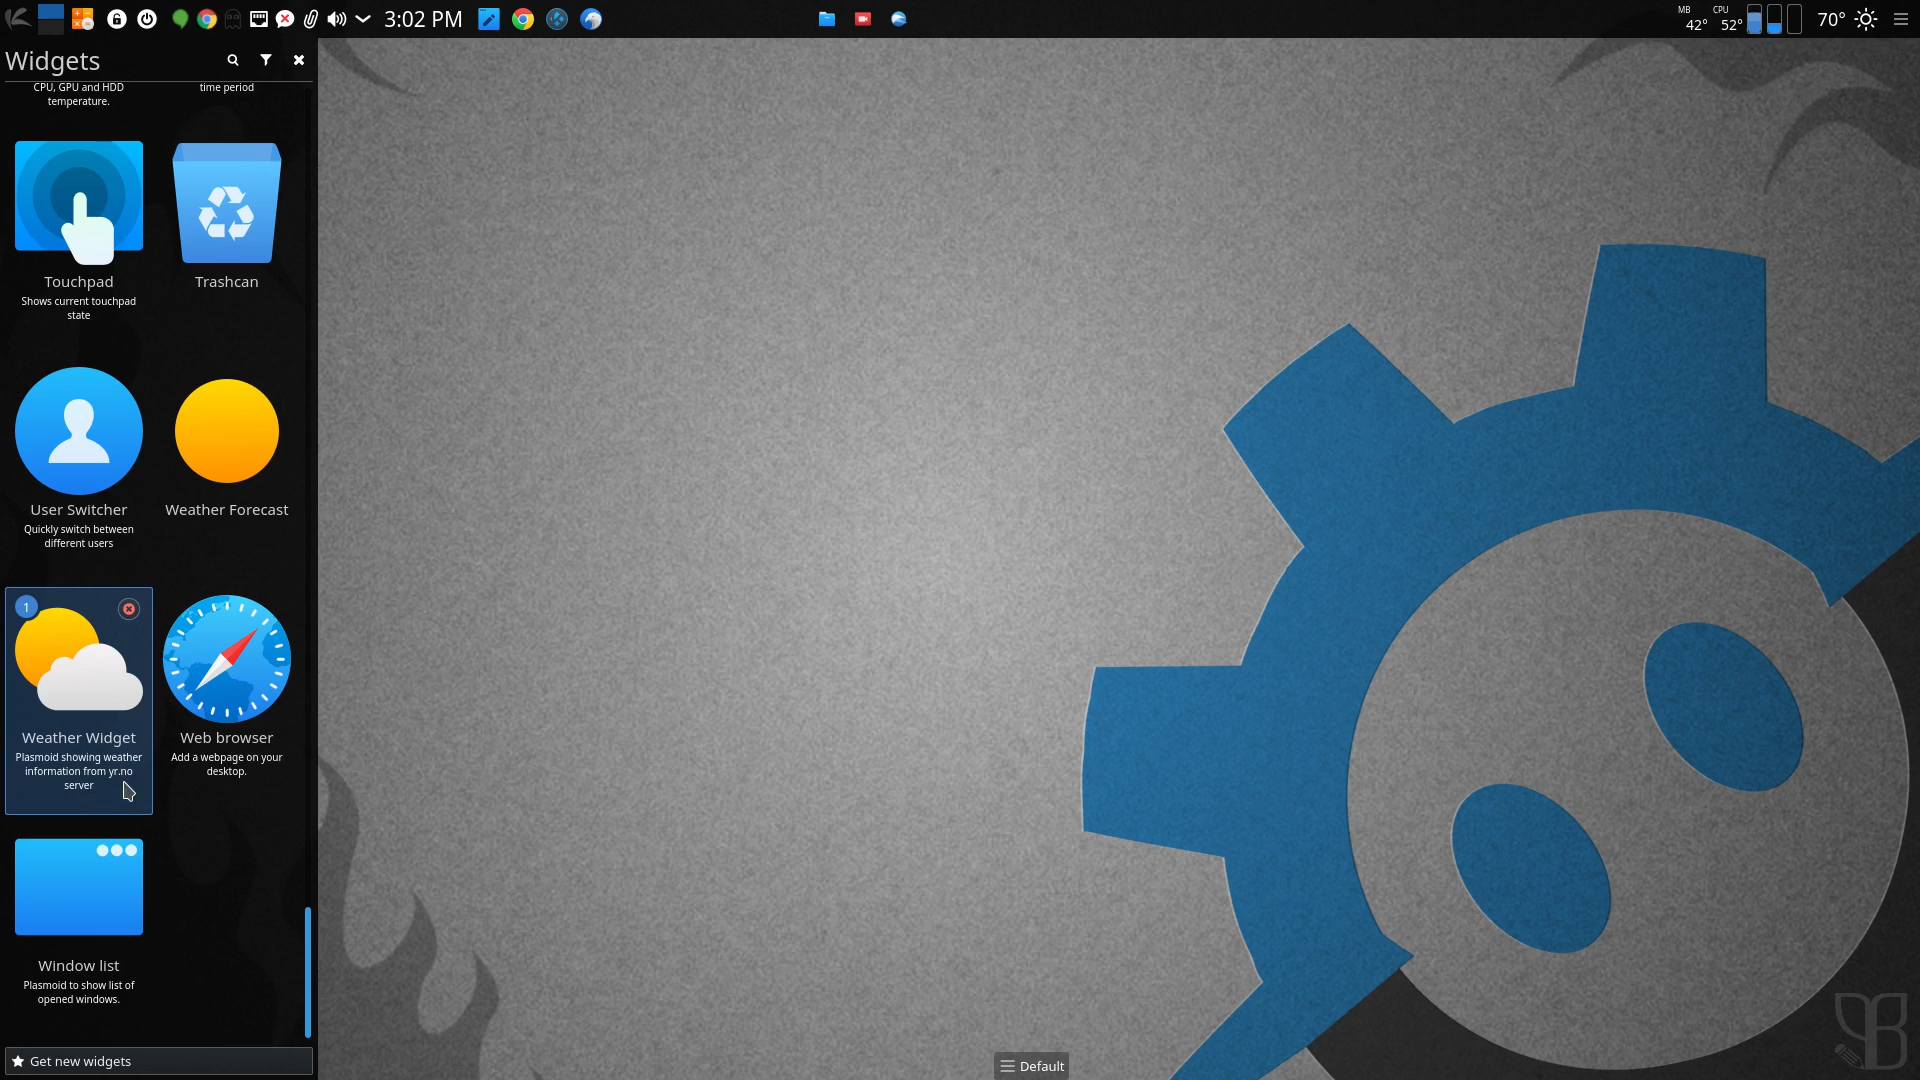 3:02 PM
MB
42°
CPU
52°
70°
Widgets
CPU, GPU and HDD
temperature.
time period
Touchpad
Shows current touchpad
state
Trashcan
User Switcher
Quickly switch between
different users
Weather Forecast
1
Weather Widget
Plasmoid showing weather
information from yr.no
server
Web browser
Add a webpage on your
desktop.
Window list
Plasmoid to show list of
opened windows.
Get new widgets
Default